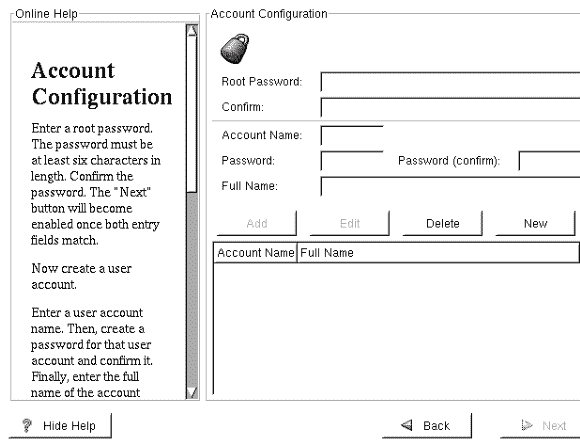 Online Help
Account
Configuration
Enter a root password.
The password must be
at least six characters in
length. Confirm the
password. The "Next"
button will become
enabled once both entry
fields match.
Now create a user
account.
Enter a user account
name. Then, create a
password for that user
account and confirm it.
Finally, enter the full
name of the account
Account Configuration
Root Password:
Confirm:
Account Name:
Password: Password (confirm):
Full Name:
Add Edit Delete New
Account Name Full Name
Hide Help Back Next